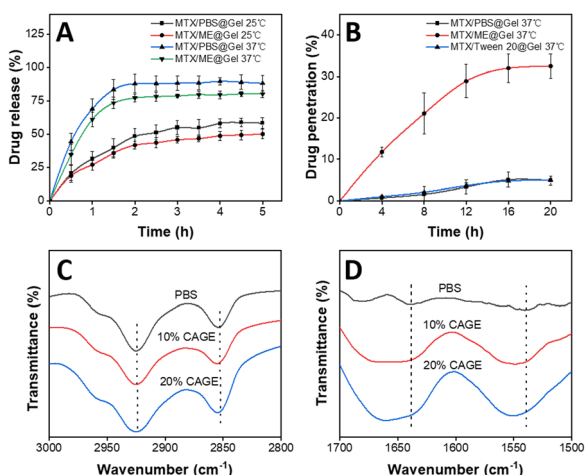 A
MTX/PBS@Gel 25℃
MTX/ME@Gel 25℃
MTX/PBS@Gel 37℃
MTX/ME@Gel 37℃
Drug release (%)
100
75
50
25
0
0 1 2 3 4 5
Time (h)
B
MTX/PBS@Gel 37℃
MTX/ME@Gel 37℃
MTX/Tween 20@Gel 37℃
Drug penetration (%)
40
30
20
10
0
0 4 8 12 16 20
Time (h)
C
PBS
10% CAGE
20% CAGE
Transmittance (%)
3000 2950 2900 2850 2800
Wavenumber (cm-1)
D
PBS
10% CAGE
20% CAGE
Transmittance (%)
1700 1650 1600 1550 1500
Wavenumber (cm-1)